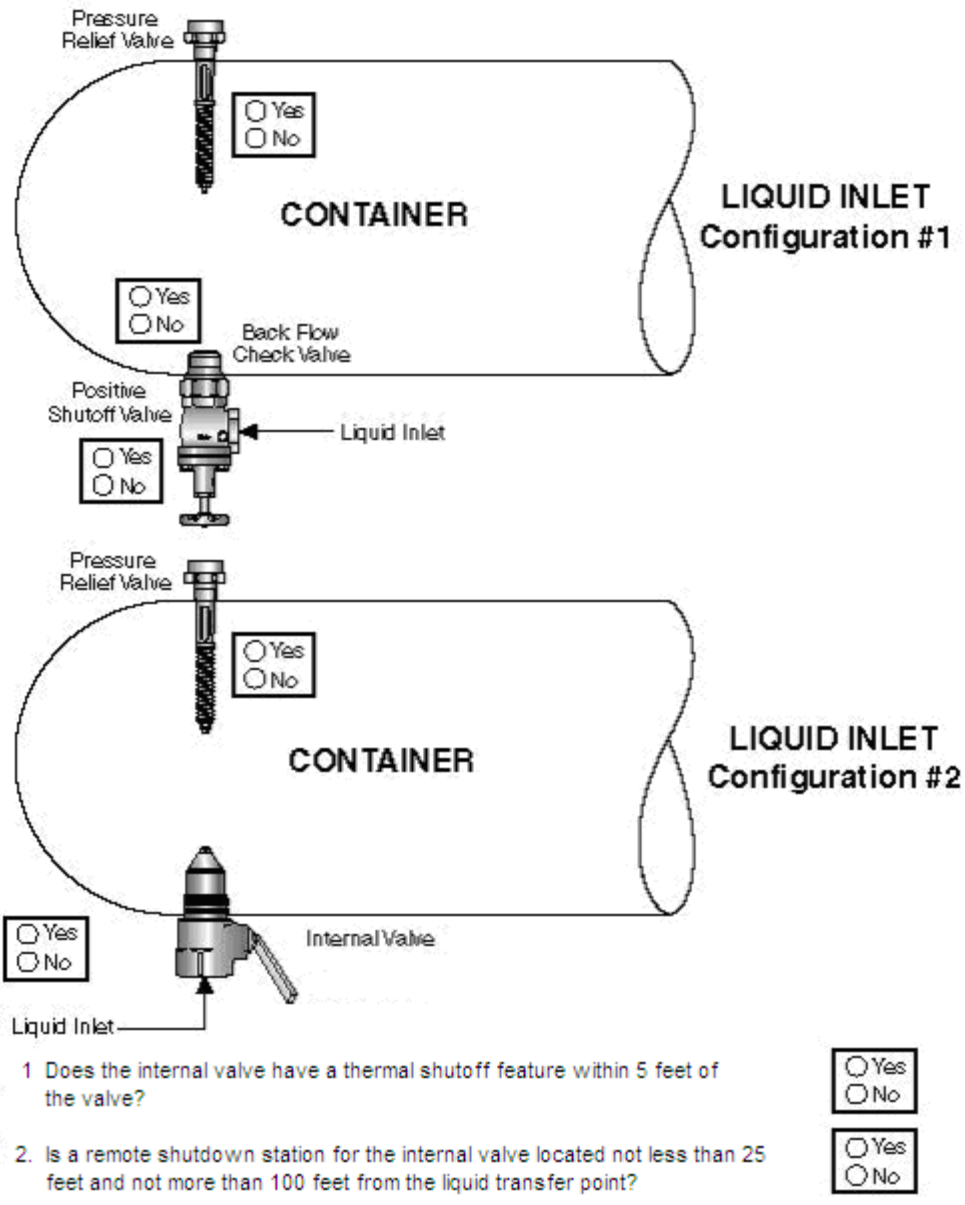 Pressure
Relief Valve
Yes
No
CONTAINER
LIQUID INLET
Configuration #1
Yes
No
Back Flow
Check Valve
Positive
Shutoff Valve
Liquid Inlet
Yes
No
Pressure
Relief Valve
Yes
No
CONTAINER
LIQUID INLET
Configuration #2
Yes
No
Internal Valve
Liquid Inlet
1 Does the internal valve have a thermal shutoff feature within 5 feet of
the valve?
Yes
No
2. Is a remote shutdown station for the internal valve located not less than 25
feet and not more than 100 feet from the liquid transfer point?
Yes
No